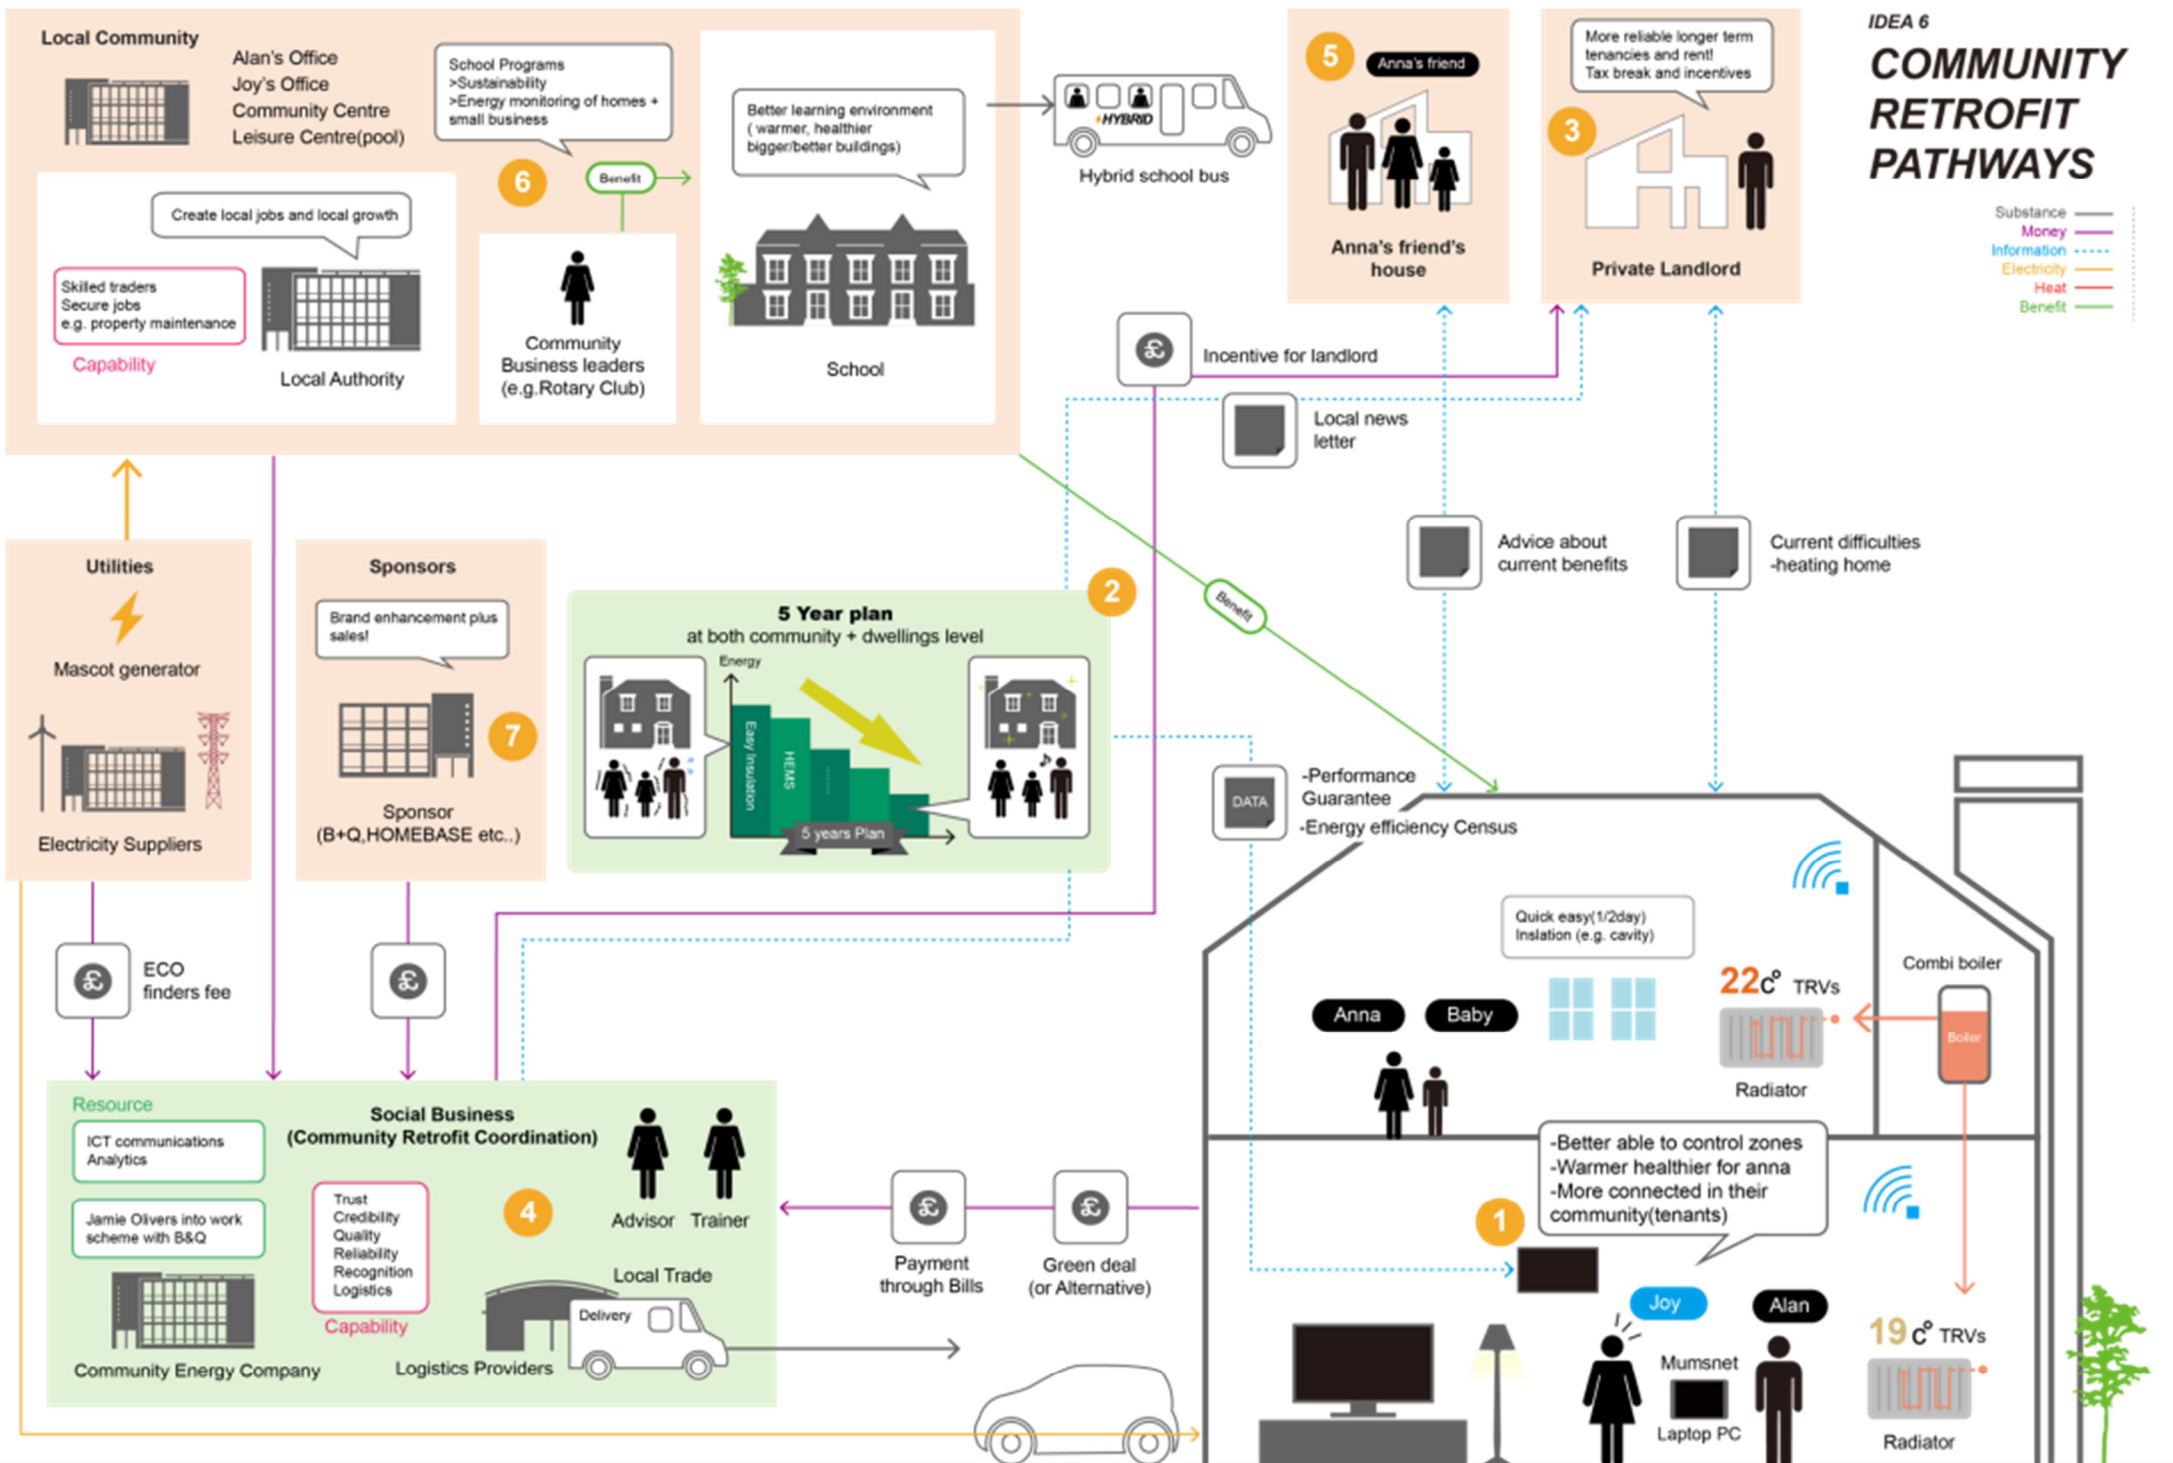 IDEA 6
COMMUNITY
RETROFIT
PATHWAYS
Substance
Money
Information
Electricity
Heat
Benefit
Local Community
Alan's Office
Joy's Office
Community Centre
Leisure Centre(pool)
School Programs
>Sustainability
>Energy monitoring of homes +
small business
6
Benefit
Better learning environment
( warmer, healthier
bigger/better buildings)
Create local jobs and local growth
Skilled traders
Secure jobs
e.g. property maintenance
Capability
Local Authority
Community
Business leaders
(e.g.Rotary Club)
School
HYBRID
Hybrid school bus
5
Anna's friend
Anna's friend's
house
More reliable longer term
tenancies and rent!
Tax break and incentives
3
Private Landlord
£
Incentive for landlord
Local news
letter
Advice about
current benefits
Current difficulties
-heating home
Benefit
Utilities
Mascot generator
Electricity Suppliers
Sponsors
Brand enhancement plus
sales!
7
Sponsor
(B+Q,HOMEBASE etc..)
2
5 Year plan
at both community + dwellings level
Energy
Easy Insulation
HEMS
5 years Plan
DATA
-Performance
Guarantee
-Energy efficiency Census
£
ECO
finders fee
£
Resource
ICT communications
Analytics
Jamie Olivers into work
scheme with B&Q
Social Business
(Community Retrofit Coordination)
Trust
Credibility
Quality
Reliability
Recognition
Logistics
Capability
4
Advisor
Trainer
Local Trade
Delivery
Logistics Providers
Community Energy Company
£
Payment
through Bills
£
Green deal
(or Alternative)
Quick easy(1/2day)
Inslation (e.g. cavity)
Anna
Baby
22c° TRVs
Radiator
Combi boiler
Boiler
-Better able to control zones
-Warmer healthier for anna
-More connected in their
community(tenants)
1
Joy
Alan
Mumsnet
Laptop PC
19c° TRVs
Radiator